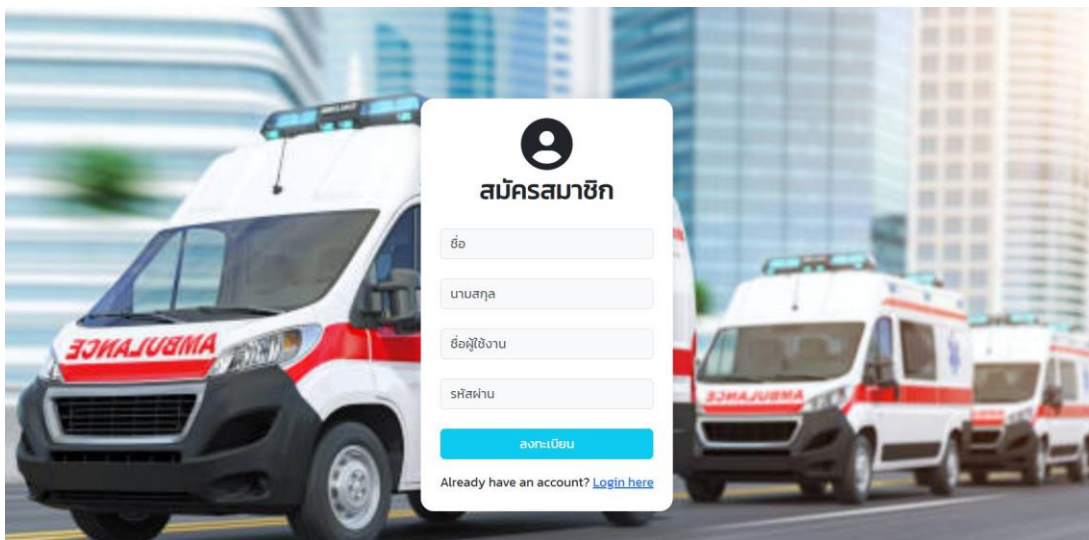 สมัครสมาชิก
ชื่อ
นามสกุล
ชื่อผู้ใช้งาน
รหัสผ่าน
ลงทะเบียน
Already have an account? Login here
AMBULANCE
AMBULANCE